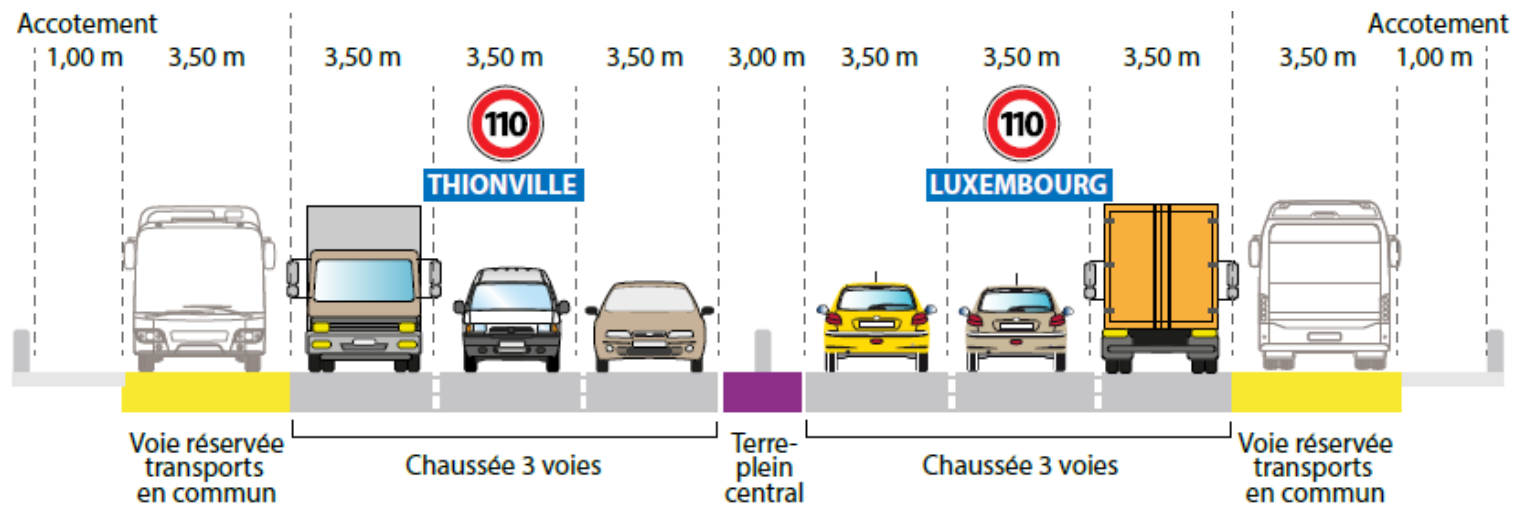 Accotement
Accotement
1,00 m 3,50 m 3,50 m 3,50 m 3,50 m 3,00 m 3,50 m 3,50 m 3,50 m 3,50 m 1,00 m
110
110
THIONVILLE
LUXEMBOURG
Voie réservée
transports
en commun
Chaussée 3 voies
Terre-
plein
central
Chaussée 3 voies
Voie réservée
transports
en commun